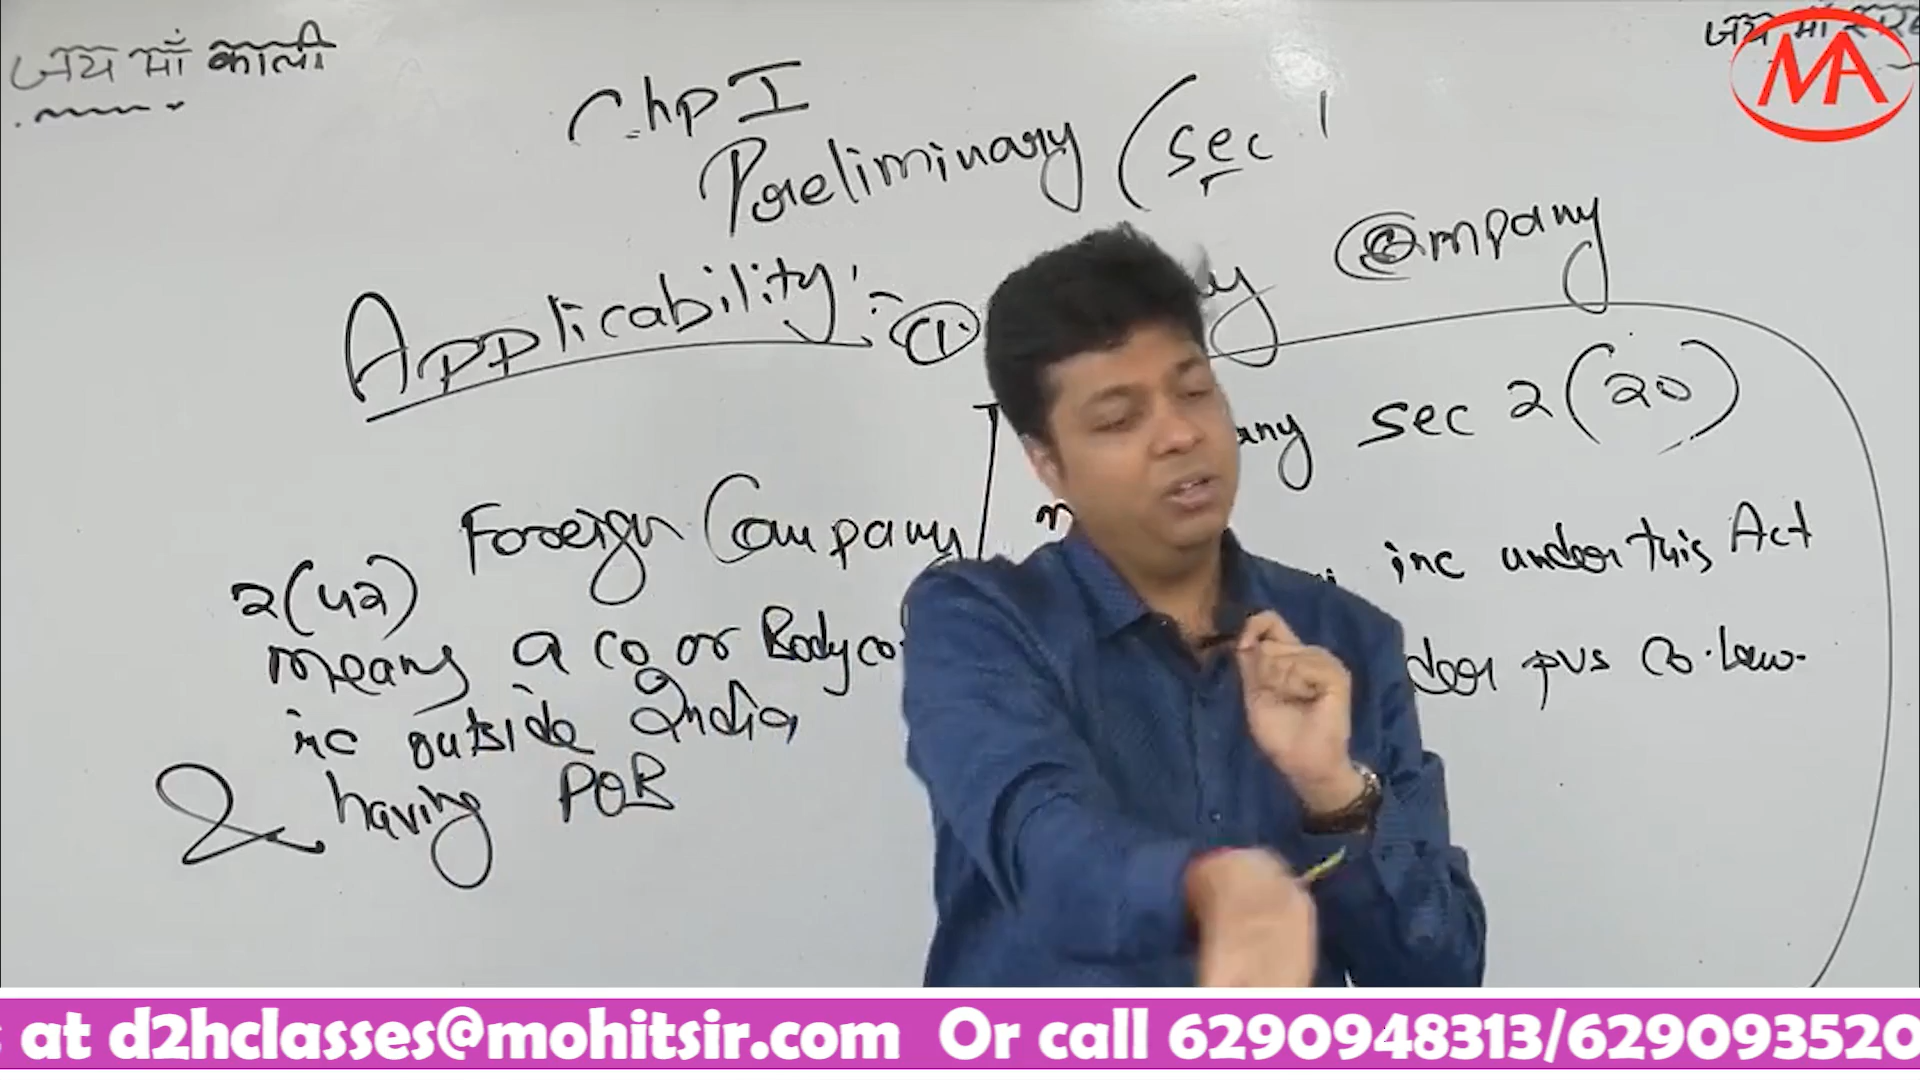 जय माँ काली
जय माँ
MA
Chp I
Preliminary (sec 1
Applicability :- (1) Company
sec 2(20)
Foreign Company
inc under this Act
2(42)
means a co or Body co
pvs Co. Law.
inc outside India,
& having POB
at d2hclasses@mohitsir.com Or call 6290948313/629093520